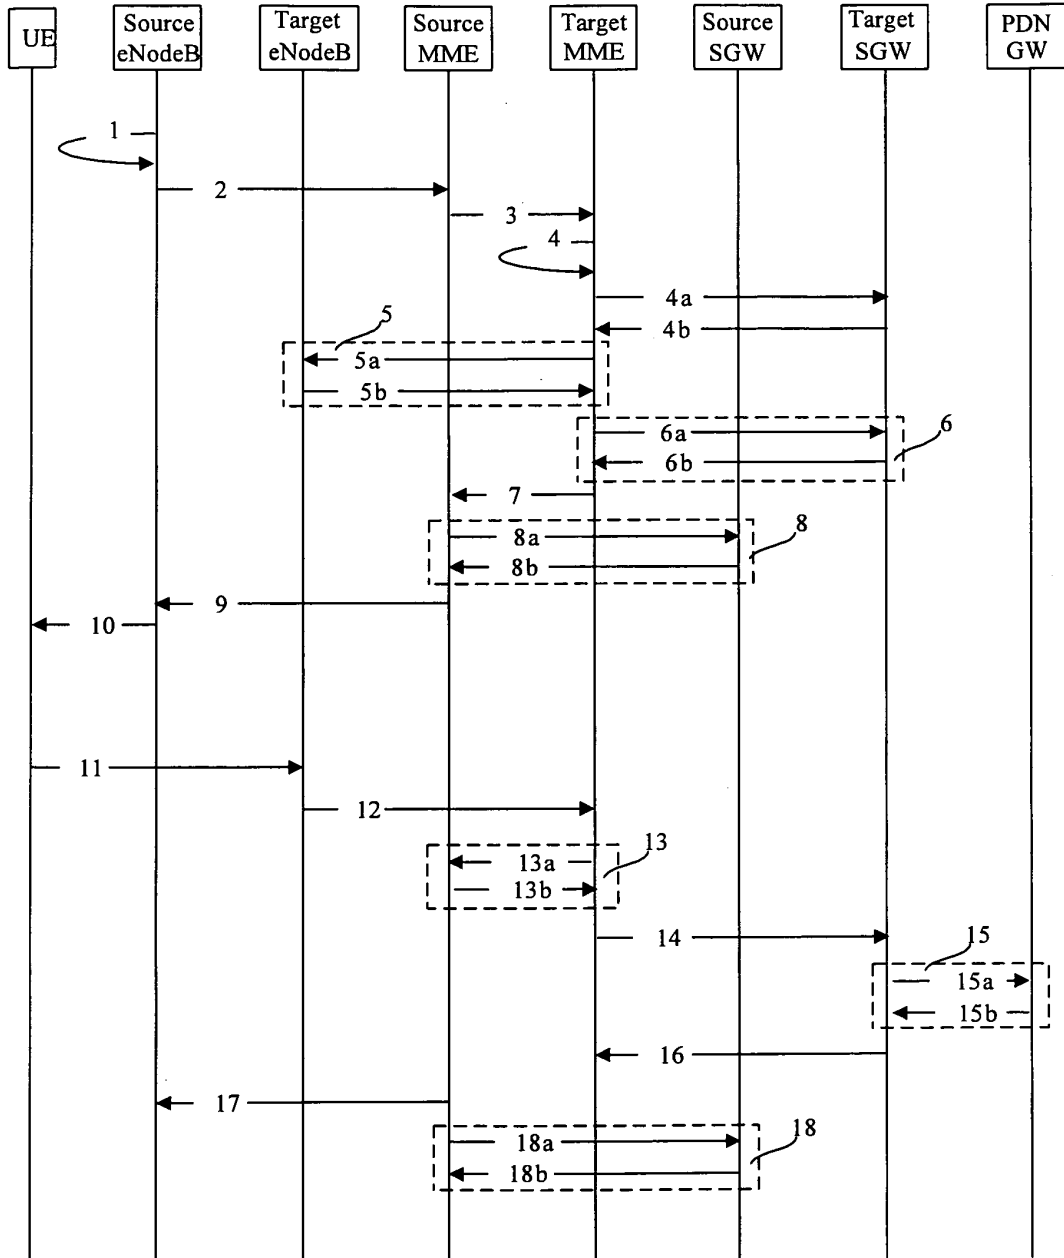 UE
Source
eNodeB
Target
eNodeB
Source
MME
Target
MME
Source
SGW
Target
SGW
PDN
GW
1
2
3
4
4a
4b
5
5a
5b
6a
6
6b
7
8a
8
8b
9
10
11
12
13
13a
13b
14
15
15a
15b
16
17
18
18a
18b